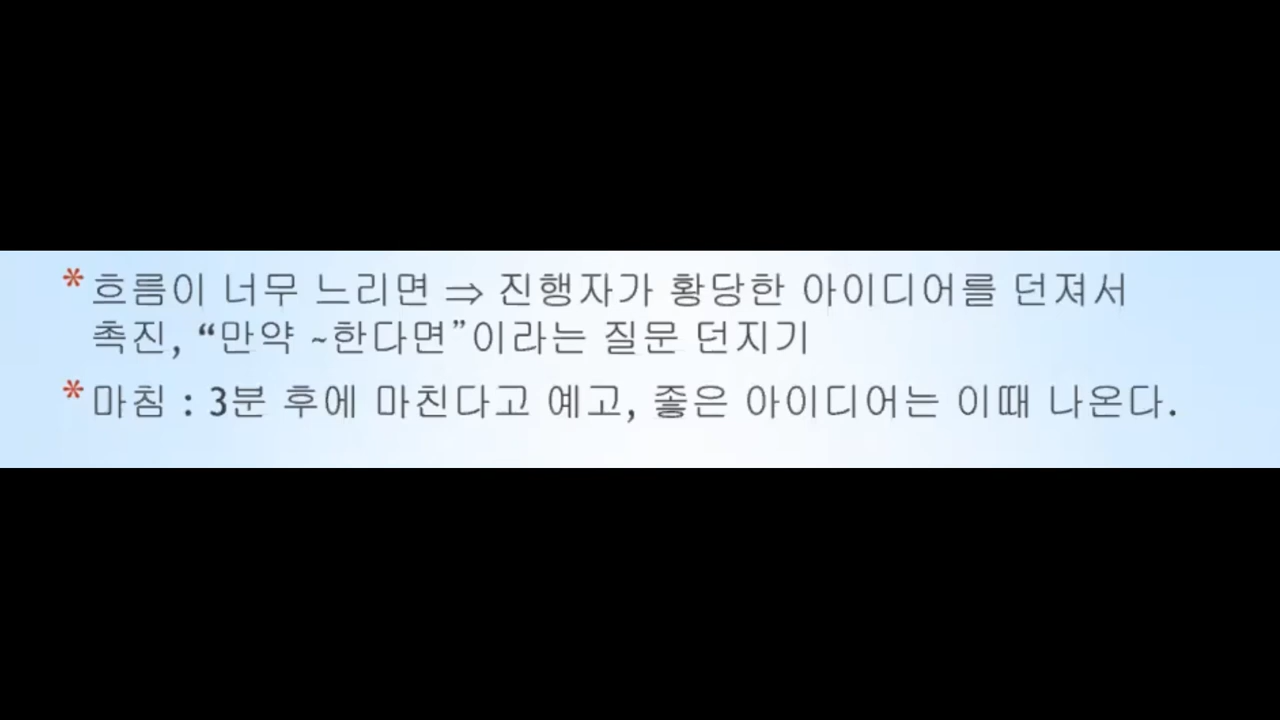 * 흐름이 너무 느리면 ⇒ 진행자가 황당한 아이디어를 던져서
촉진, “만약 ~한다면”이라는 질문 던지기
* 마침 : 3분 후에 마친다고 예고, 좋은 아이디어는 이때 나온다.